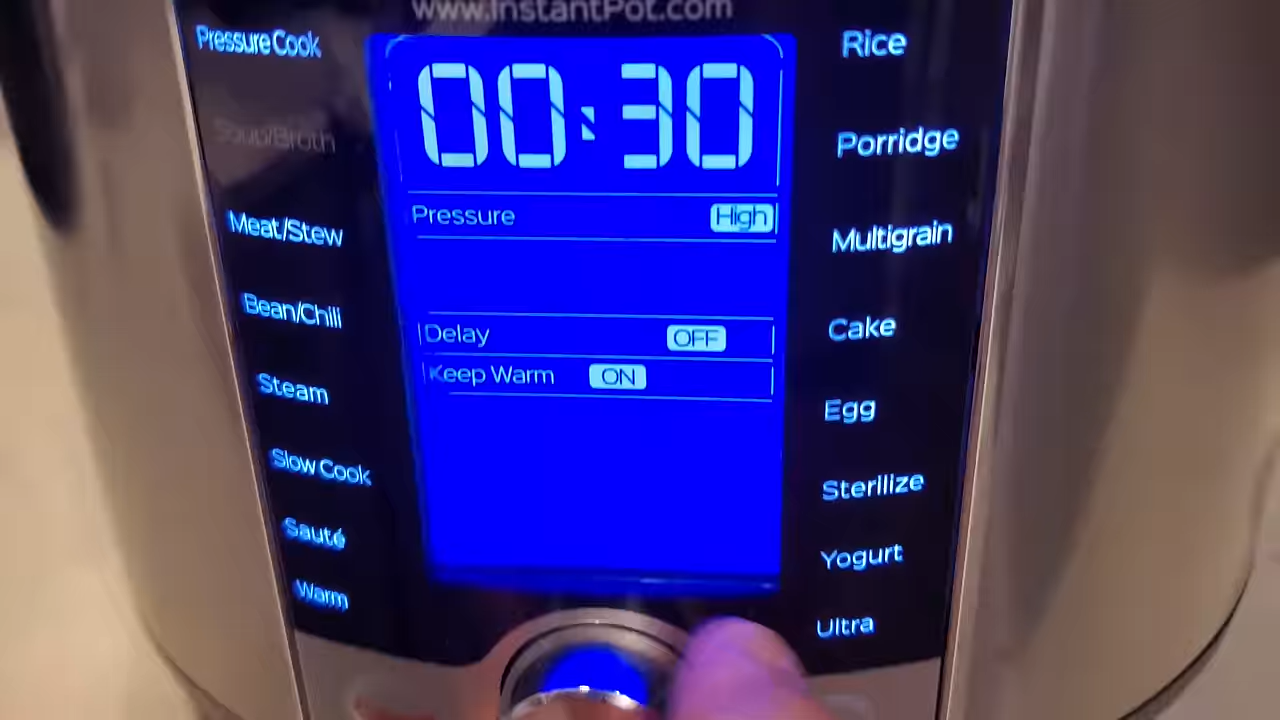 www.InstantPot.com
Pressure Cook
Soup/Broth
Meat/Stew
Bean/Chili
Steam
Slow Cook
Sauté
Warm
00:30
Pressure High
Delay OFF
Keep Warm ON
Rice
Porridge
Multigrain
Cake
Egg
Sterilize
Yogurt
Ultra